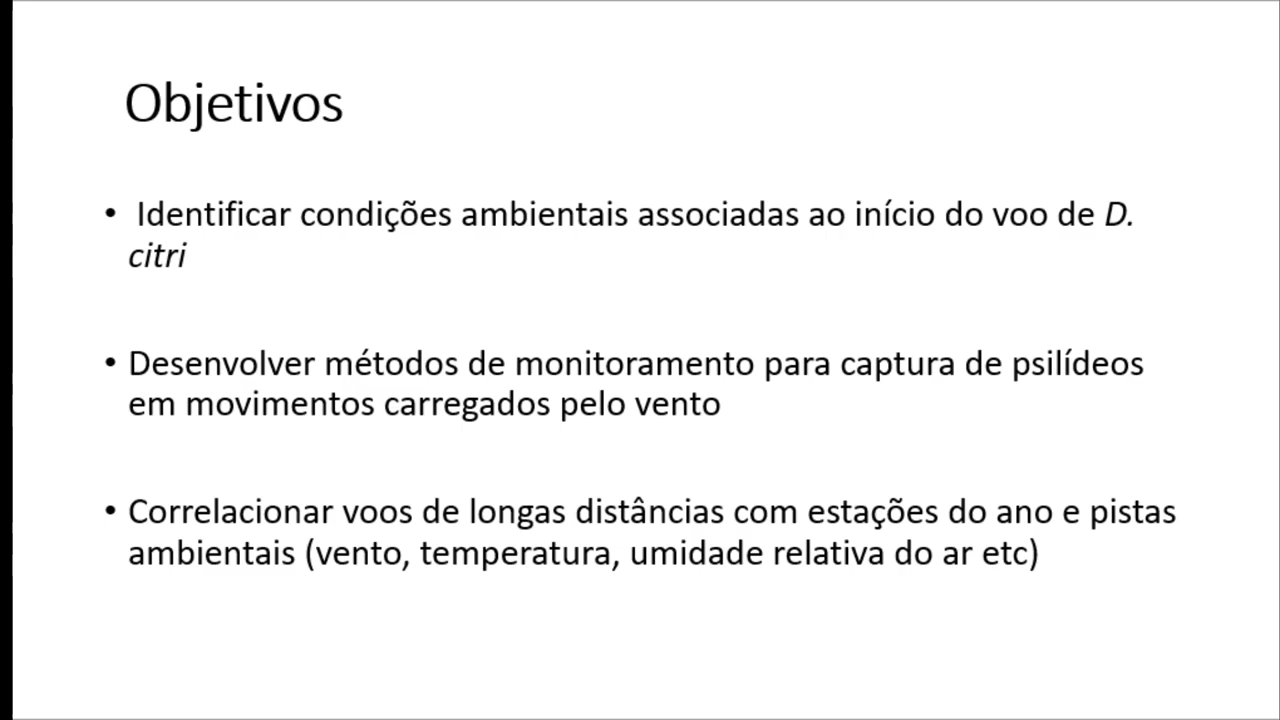 Objetivos
• Identificar condições ambientais associadas ao início do voo de D.
citri
• Desenvolver métodos de monitoramento para captura de psilídeos
em movimentos carregados pelo vento
• Correlacionar voos de longas distâncias com estações do ano e pistas
ambientais (vento, temperatura, umidade relativa do ar etc)